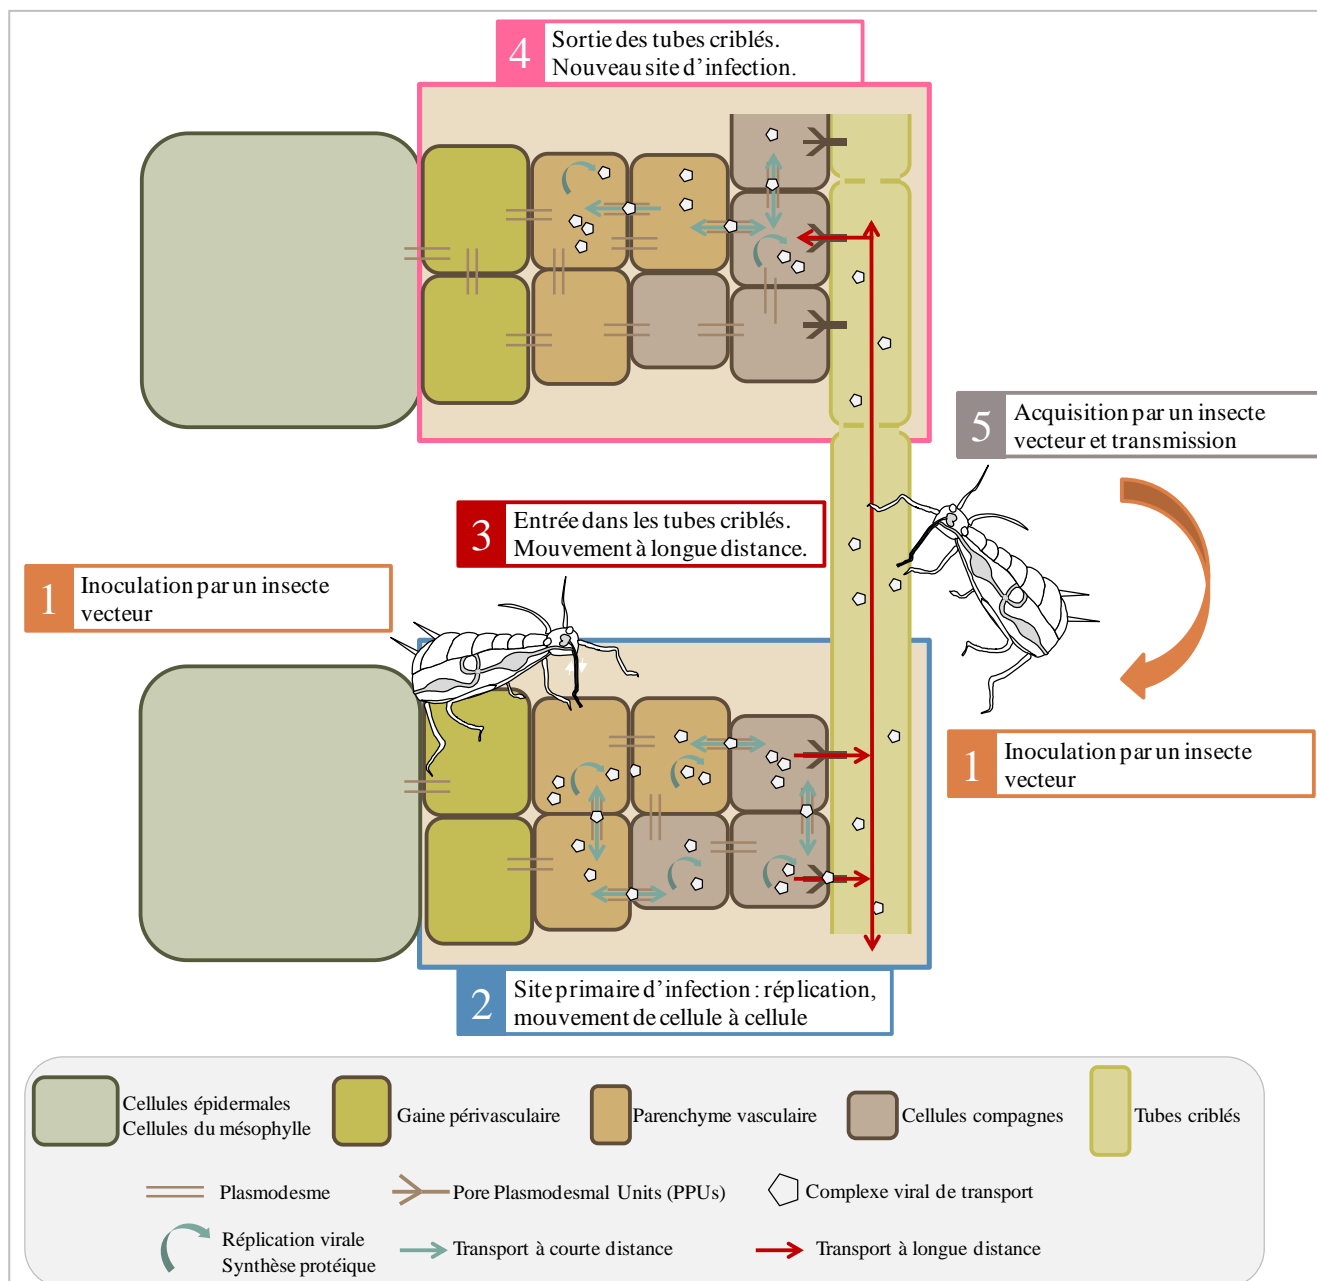 4
Sortie des tubes criblés.
Nouveau site d’infection.
5
Acquisition par un insecte
vecteur et transmission
3
Entrée dans les tubes criblés.
Mouvement à longue distance.
1
Inoculation par un insecte
vecteur
1
Inoculation par un insecte
vecteur
2
Site primaire d’infection : réplication,
mouvement de cellule à cellule
Cellules épidermales
Cellules du mésophylle
Gaine périvasculaire
Parenchyme vasculaire
Cellules compagnes
Tubes criblés
Plasmodesme
Pore Plasmodesmal Units (PPUs)
Complexe viral de transport
Réplication virale
Synthèse protéique
Transport à courte distance
Transport à longue distance